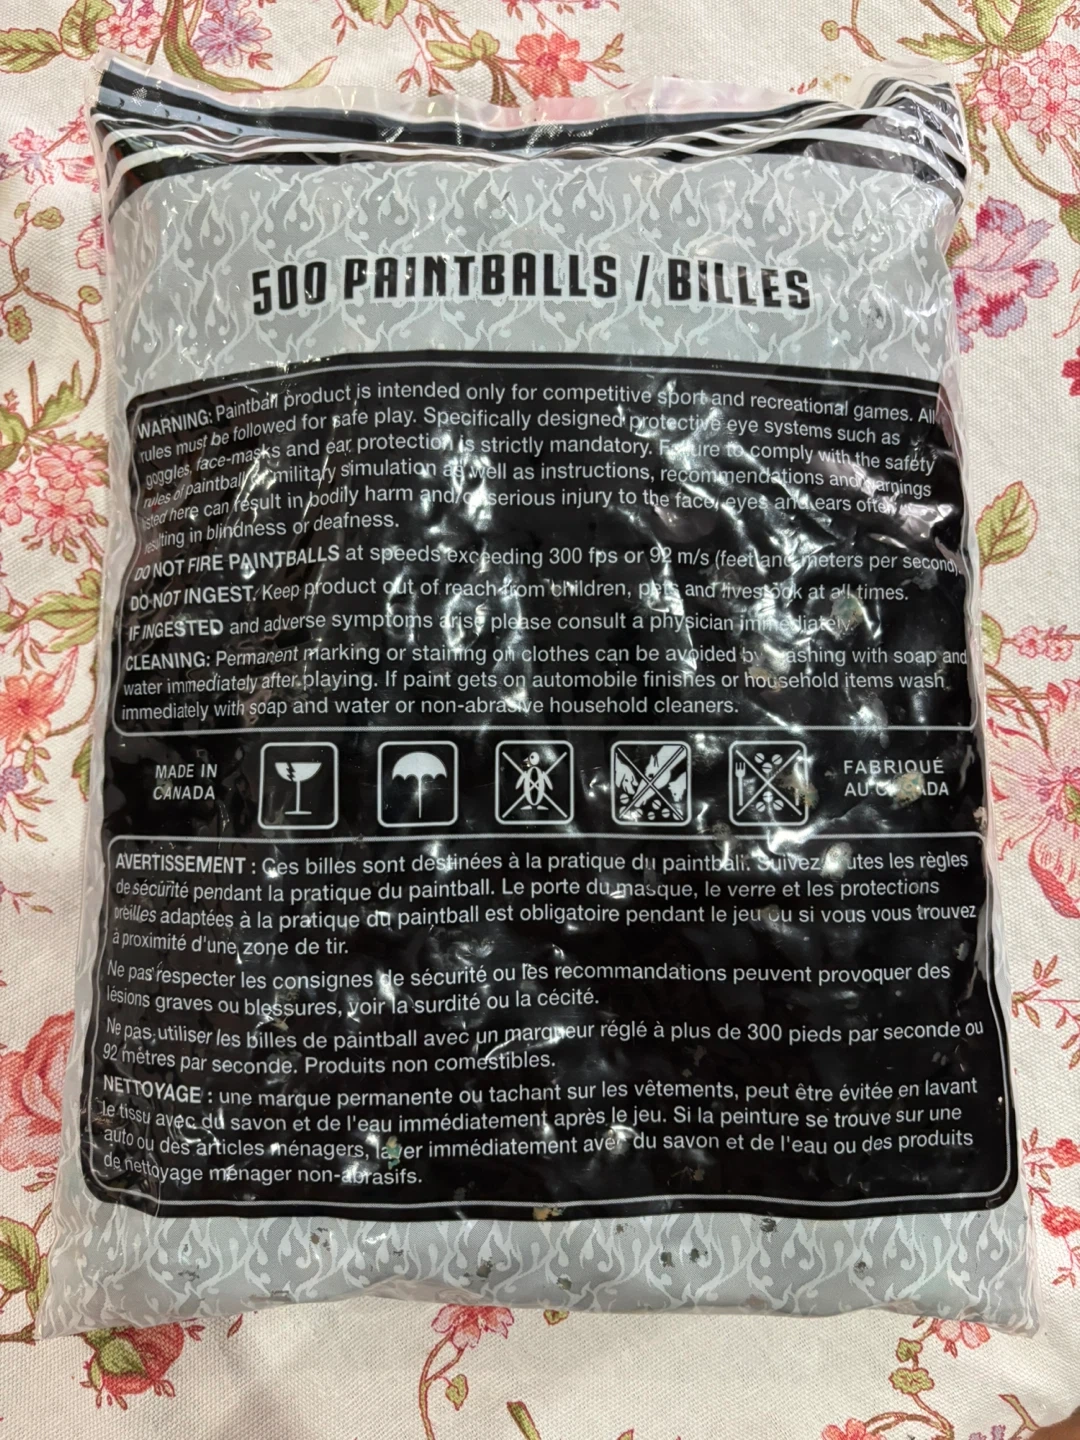 500 PAINTBALLS / BILLES
WARNING: Paintball product is intended only for competitive sport and recreational games. All
rules must be followed for safe play. Specifically designed protective eye systems such as
goggles, face-masks and ear protection is strictly mandatory. Failure to comply with the safety
rules of paintball or military simulation as well as instructions, recommendations and warnings
listed here can result in bodily harm and/or serious injury to the face, eyes and ears often
resulting in blindness or deafness.
DO NOT FIRE PAINTBALLS at speeds exceeding 300 fps or 92 m/s (feet and meters per second).
DO NOT INGEST. Keep product out of reach from children, pets and livestock at all times.
IF INGESTED and adverse symptoms arise please consult a physician immediately.
CLEANING: Permanent marking or staining on clothes can be avoided by washing with soap and
water immediately after playing. If paint gets on automobile finishes or household items wash
immediately with soap and water or non-abrasive household cleaners.
MADE IN
CANADA
FABRIQUÉ
AU CANADA
AVERTISSEMENT : Ces billes sont destinées à la pratique du paintball. Suivez toutes les règles
de sécurité pendant la pratique du paintball. Le porte du masque, le verre et les protections
oreilles adaptées à la pratique du paintball est obligatoire pendant le jeu ou si vous vous trouvez
à proximité d'une zone de tir.
Ne pas respecter les consignes de sécurité ou les recommandations peuvent provoquer des
lésions graves ou blessures, voir la surdité ou la cécité.
Ne pas utiliser les billes de paintball avec un marqueur réglé à plus de 300 pieds par seconde ou
92 mètres par seconde. Produits non comestibles.
NETTOYAGE : une marque permanente ou tachant sur les vêtements, peut être évitée en lavant
le tissu avec du savon et de l'eau immédiatement après le jeu. Si la peinture se trouve sur une
auto ou des articles ménagers, laver immédiatement avec du savon et de l'eau ou des produits
de nettoyage ménager non-abrasifs.